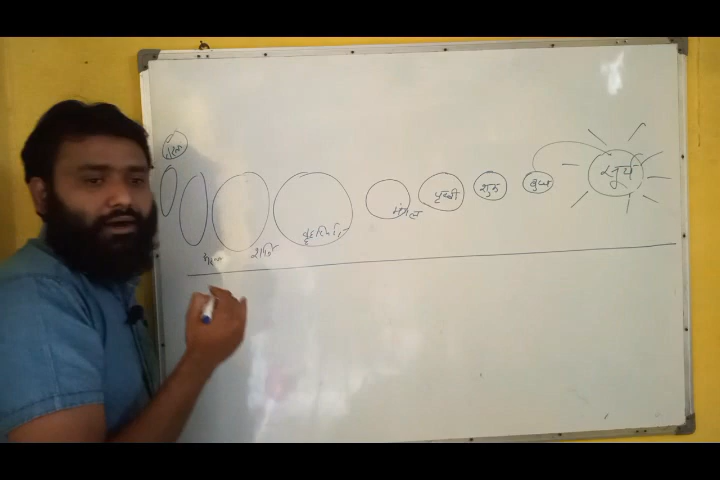 मंगल
पृथ्वी
शुक्र
बुध
सूर्य
बृहस्पति
शनि